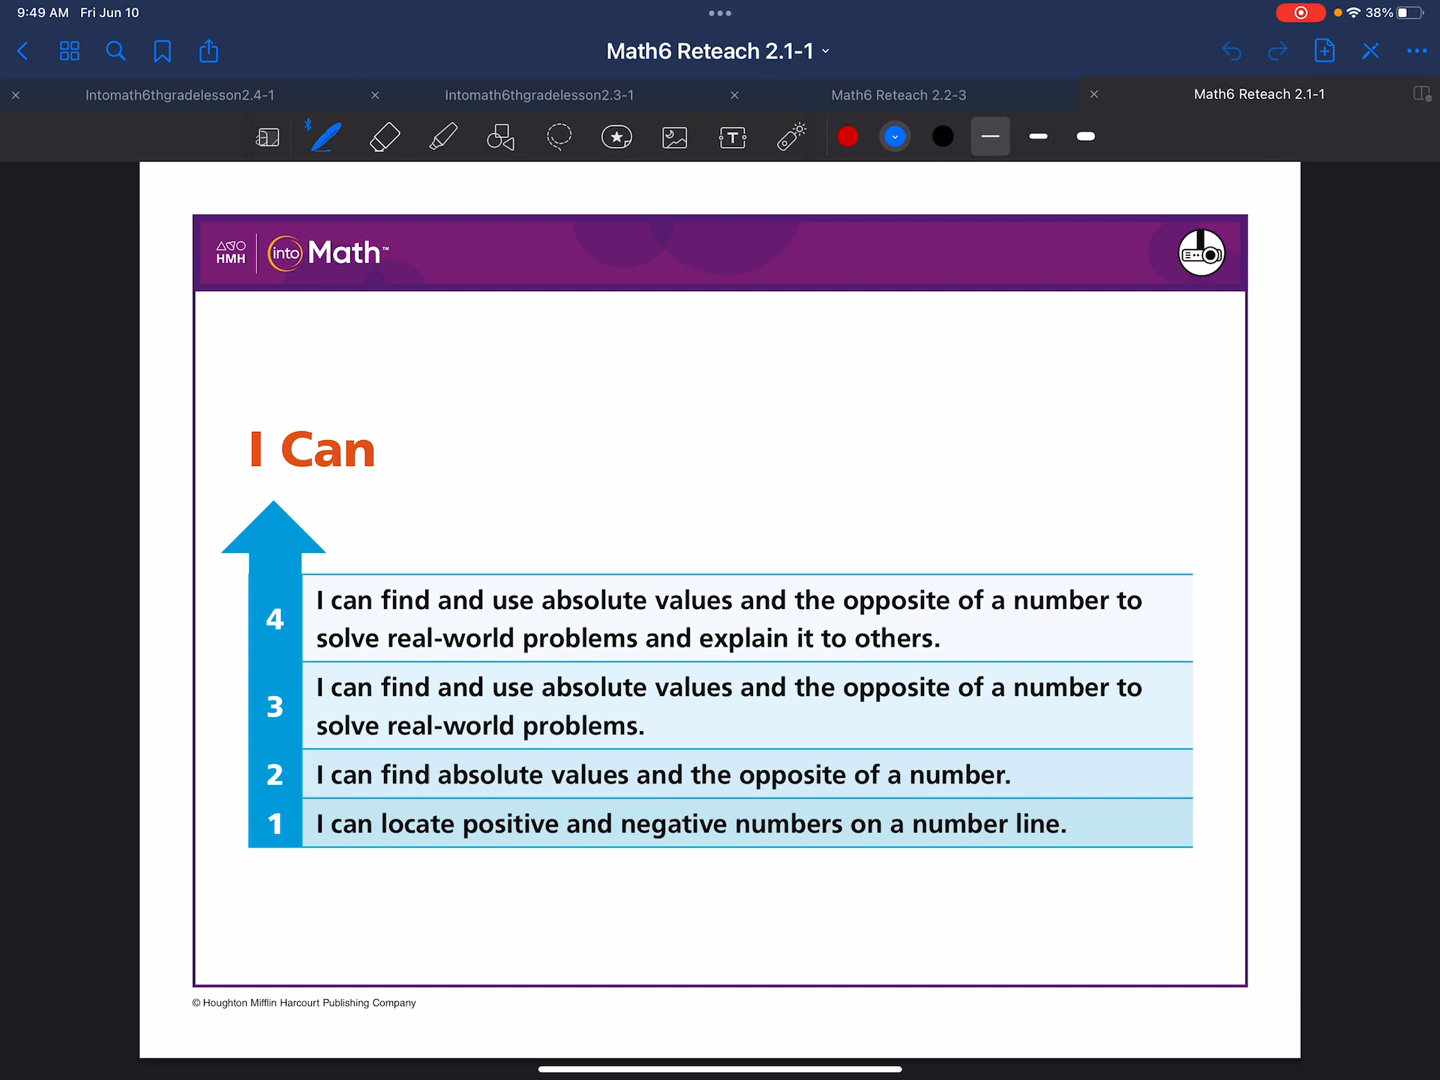 9:49 AM Fri Jun 10
38%
Math6 Reteach 2.1-1
Intomath6thgradelesson2.4-1
Intomath6thgradelesson2.3-1
Math6 Reteach 2.2-3
Math6 Reteach 2.1-1
HMH
into Math™
I Can
4
I can find and use absolute values and the opposite of a number to
solve real-world problems and explain it to others.
3
I can find and use absolute values and the opposite of a number to
solve real-world problems.
2 I can find absolute values and the opposite of a number.
1 I can locate positive and negative numbers on a number line.
© Houghton Mifflin Harcourt Publishing Company